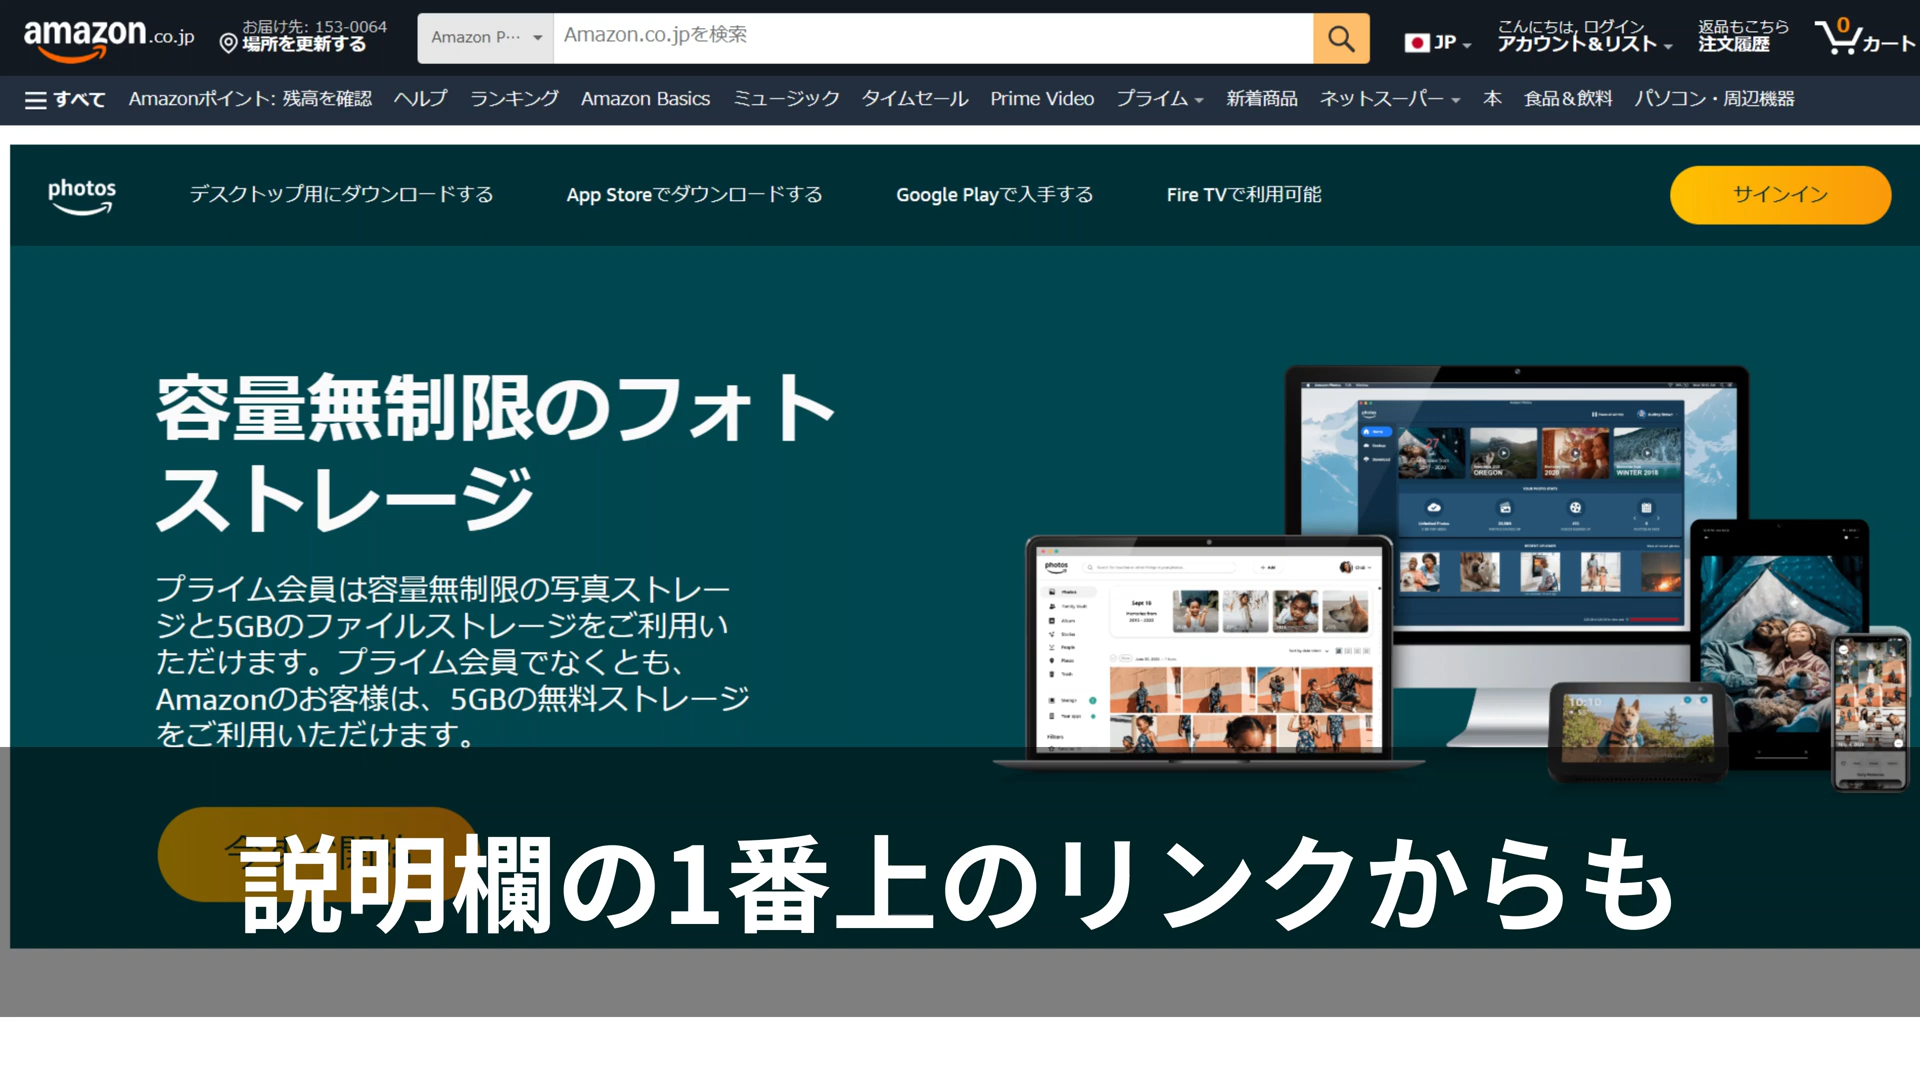 amazon.co.jp
お届け先: 153-0064
場所を更新する
Amazon P…
Amazon.co.jpを検索
JP
こんにちは, ログイン
アカウント&リスト
返品もこちら
注文履歴
0
カート
すべて
Amazonポイント: 残高を確認
ヘルプ
ランキング
Amazon Basics
ミュージック
タイムセール
Prime Video
プライム
新着商品
ネットスーパー
本
食品&飲料
パソコン・周辺機器
photos
デスクトップ用にダウンロードする
App Storeでダウンロードする
Google Playで入手する
Fire TVで利用可能
サインイン
容量無制限のフォト
ストレージ
プライム会員は容量無制限の写真ストレー
ジと5GBのファイルストレージをご利用い
ただけます。プライム会員でなくとも、
Amazonのお客様は、5GBの無料ストレージ
をご利用いただけます。
photos
27
OREGON
2020
WINTER 2018
photos
Sept 16
10:10
説明欄の1番上のリンクからも